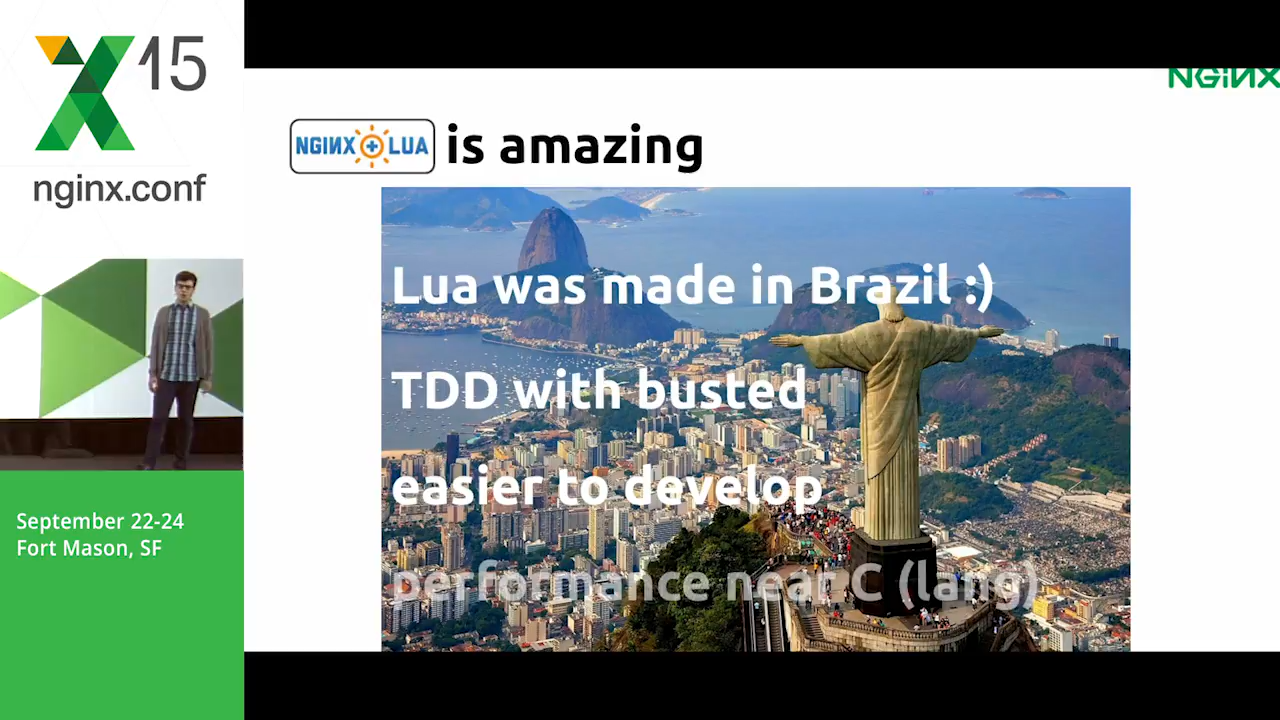 15
nginx.conf
September 22-24
Fort Mason, SF
NGINX
NGINX + LUA is amazing
Lua was made in Brazil :)
TDD with busted
easier to develop
performance near C (lang)